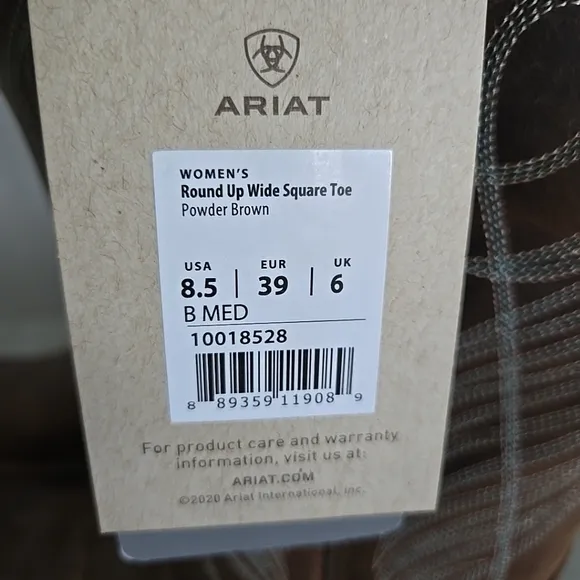 ARIAT
WOMEN'S
Round Up Wide Square Toe
Powder Brown
USA | EUR | UK
8.5 | 39 | 6
B MED
10018528
8 89359 11908 9
For product care and warranty
information, visit us at:
ARIAT.COM
©2020 Ariat International, Inc.